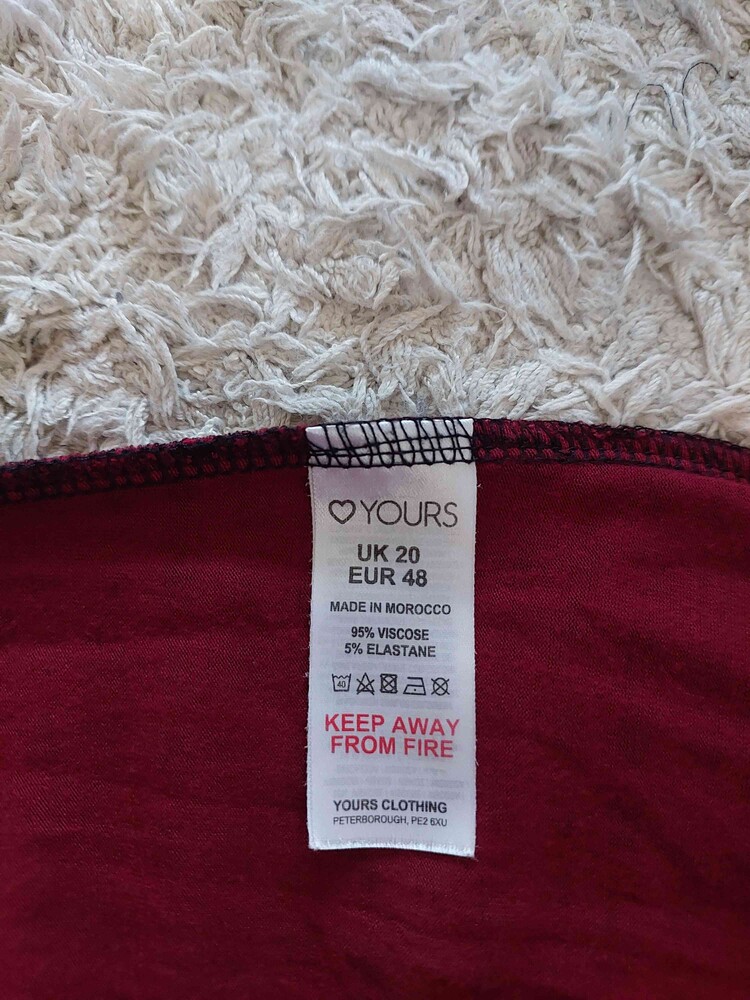 YOURS
UK 20
EUR 48
MADE IN MOROCCO
95% VISCOSE
5% ELASTANE
40
KEEP AWAY
FROM FIRE
YOURS CLOTHING
PETERBOROUGH, PE2 6XU